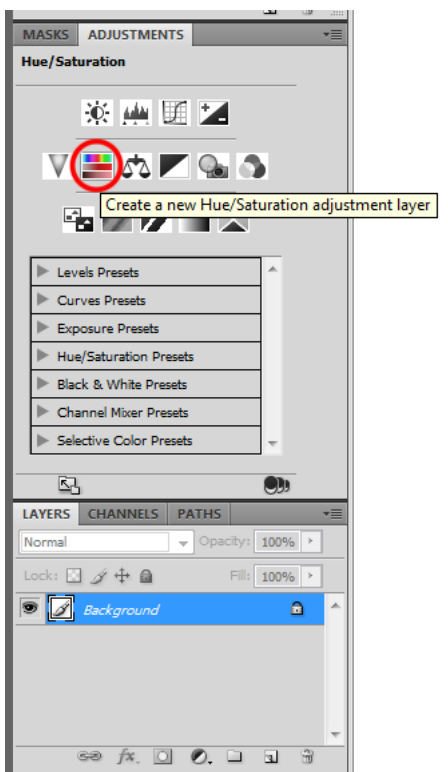 MASKS ADJUSTMENTS
Hue/Saturation
Create a new Hue/Saturation adjustment layer
Levels Presets
Curves Presets
Exposure Presets
Hue/Saturation Presets
Black & White Presets
Channel Mixer Presets
Selective Color Presets
LAYERS CHANNELS PATHS
Normal Opacity: 100%
Lock: Fill: 100%
Background
fx.